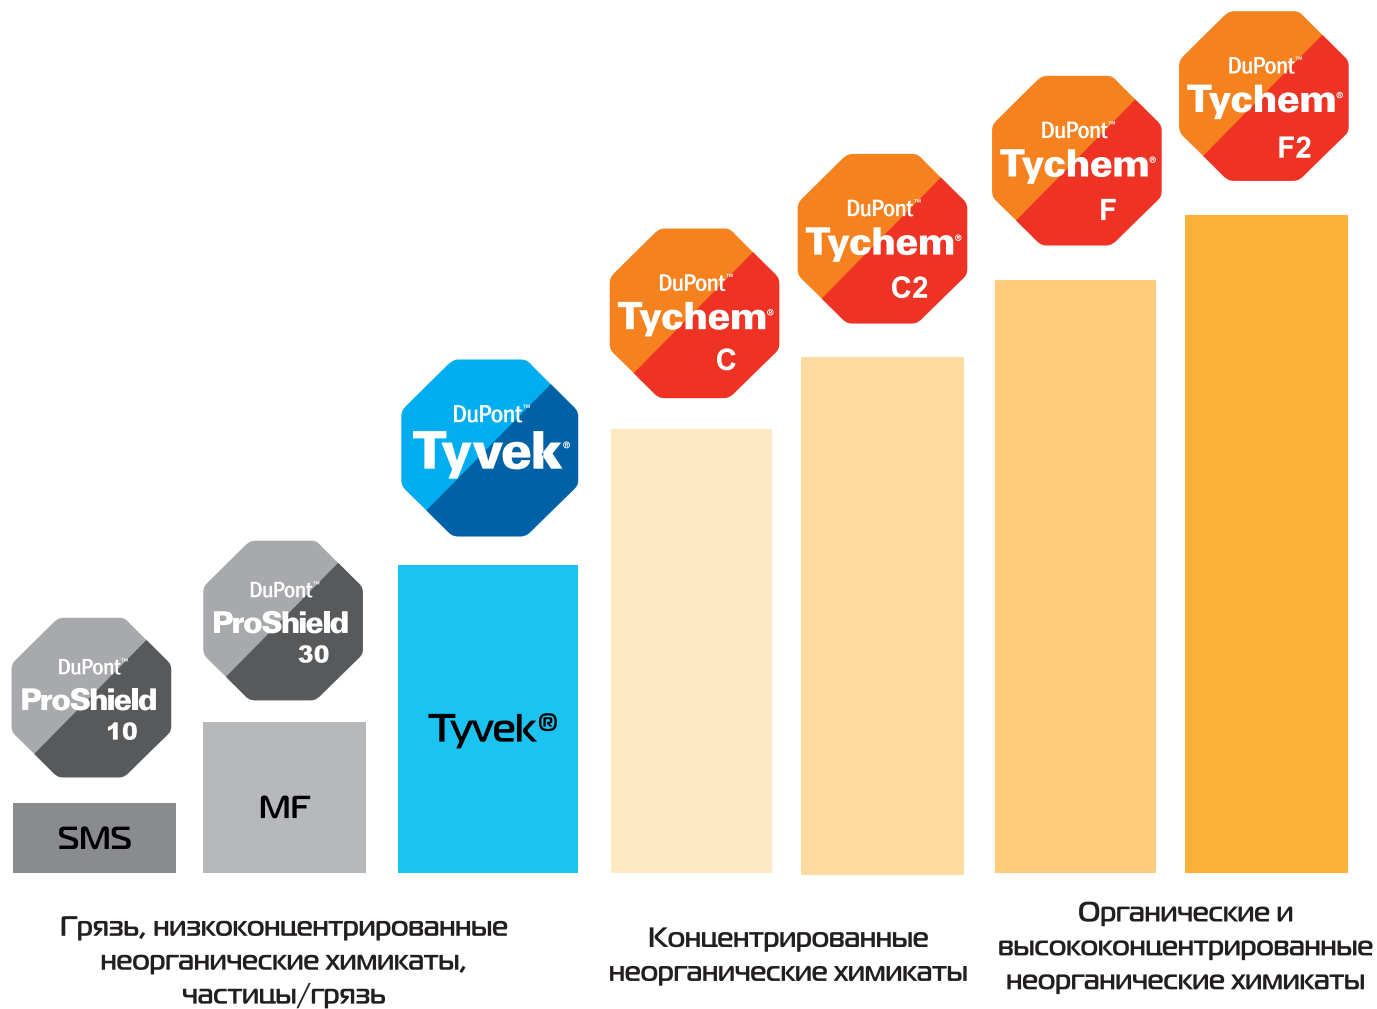 DuPont™
ProShield
10
DuPont™
ProShield
30
DuPont™
Tyvek®
DuPont™
Tychem®
C
DuPont™
Tychem®
C2
DuPont™
Tychem®
F
DuPont™
Tychem®
F2
SMS
MF
Tyvek®
Грязь, низкоконцентрированные
неорганические химикаты,
частицы/грязь
Концентрированные
неорганические химикаты
Органические и
высококонцентрированные
неорганические химикаты